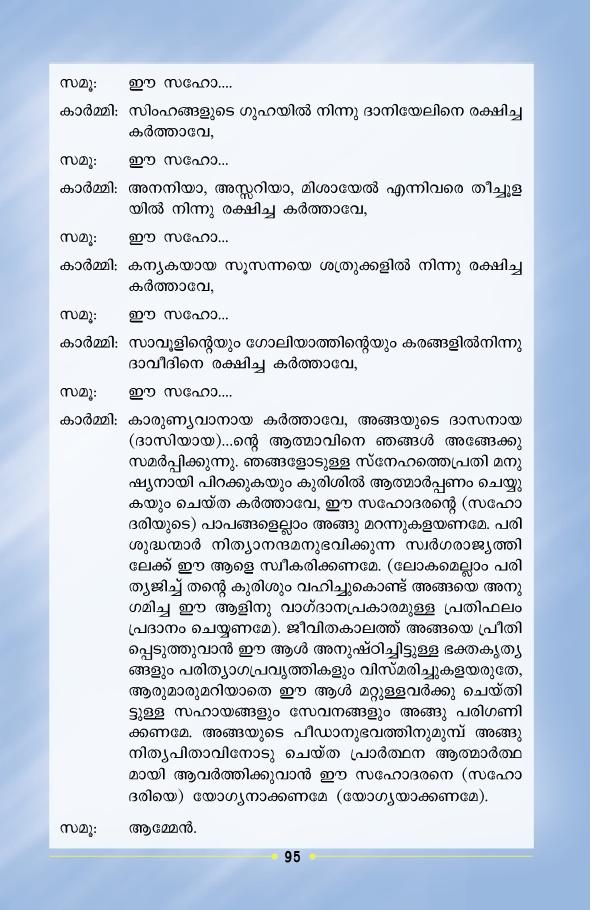 സമൂ: ഈ സഹോ....
കാർമ്മി: സിംഹങ്ങളുടെ ഗുഹയിൽ നിന്നു ദാനിയേലിനെ രക്ഷിച്ച
കർത്താവേ,
സമൂ: ഈ സഹോ...
കാർമ്മി: അനനിയാ, അസ്സറിയാ, മിശായേൽ എന്നിവരെ തീച്ചൂള
യിൽ നിന്നു രക്ഷിച്ച കർത്താവേ,
സമൂ: ഈ സഹോ...
കാർമ്മി: കന്യകയായ സൂസന്നയെ ശത്രുക്കളിൽ നിന്നു രക്ഷിച്ച
കർത്താവേ,
സമൂ: ഈ സഹോ...
കാർമ്മി: സാവൂളിന്റെയും ഗോലിയാത്തിന്റെയും കരങ്ങളിൽനിന്നു
ദാവീദിനെ രക്ഷിച്ച കർത്താവേ,
സമൂ: ഈ സഹോ....
കാർമ്മി: കാരുണ്യവാനായ കർത്താവേ, അങ്ങയുടെ ദാസനായ
(ദാസിയായ)...ന്റെ ആത്മാവിനെ ഞങ്ങൾ അങ്ങേക്കു
സമർപ്പിക്കുന്നു. ഞങ്ങളോടുള്ള സ്നേഹത്തെപ്രതി മനു
ഷ്യനായി പിറക്കുകയും കുരിശിൽ ആത്മാർപ്പണം ചെയ്യു
കയും ചെയ്ത കർത്താവേ, ഈ സഹോദരന്റെ (സഹോ
ദരിയുടെ) പാപങ്ങളെല്ലാം അങ്ങു മറന്നുകളയണമേ. പരി
ശുദ്ധന്മാർ നിത്യാനന്ദമനുഭവിക്കുന്ന സ്വർഗരാജ്യത്തി
ലേക്ക് ഈ ആളെ സ്വീകരിക്കണമേ. (ലോകമെല്ലാം പരി
ത്യജിച്ച് തന്റെ കുരിശും വഹിച്ചുകൊണ്ട് അങ്ങയെ അനു
ഗമിച്ച ഈ ആളിനു വാഗ്ദാനപ്രകാരമുള്ള പ്രതിഫലം
പ്രദാനം ചെയ്യണമേ). ജീവിതകാലത്ത് അങ്ങയെ പ്രീതി
പ്പെടുത്തുവാൻ ഈ ആൾ അനുഷ്ഠിച്ചിട്ടുള്ള ഭക്തകൃത്യ
ങ്ങളും പരിത്യാഗപ്രവൃത്തികളും വിസ്മരിച്ചുകളയരുതേ,
ആരുമാരുമറിയാതെ ഈ ആൾ മറ്റുള്ളവർക്കു ചെയ്തി
ട്ടുള്ള സഹായങ്ങളും സേവനങ്ങളും അങ്ങു പരിഗണി
ക്കണമേ. അങ്ങയുടെ പീഡാനുഭവത്തിനുമുമ്പ് അങ്ങു
നിത്യപിതാവിനോടു ചെയ്ത പ്രാർത്ഥന ആത്മാർത്ഥ
മായി ആവർത്തിക്കുവാൻ ഈ സഹോദരനെ (സഹോ
ദരിയെ) യോഗ്യനാക്കണമേ (യോഗ്യയാക്കണമേ).
സമൂ: ആമ്മേൻ.
95